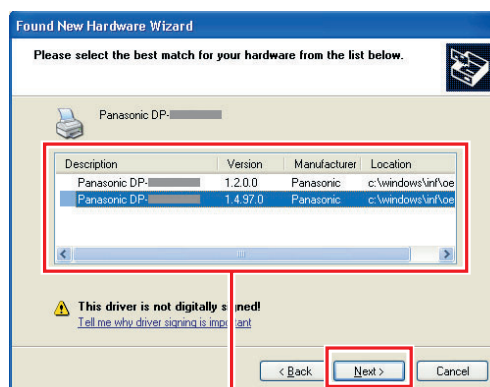 Found New Hardware Wizard
Please select the best match for your hardware from the list below.
Panasonic DP-
Description Version Manufacturer Location
Panasonic DP- 1.2.0.0 Panasonic c:\windows\inf\oe
Panasonic DP- 1.4.97.0 Panasonic c:\windows\inf\oe
This driver is not digitally signed!
Tell me why driver signing is important
< Back Next > Cancel